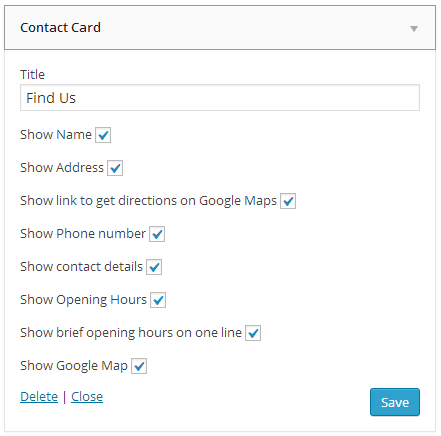 Contact Card
Title
Find Us
Show Name
Show Address
Show link to get directions on Google Maps
Show Phone number
Show contact details
Show Opening Hours
Show brief opening hours on one line
Show Google Map
Delete | Close
Save